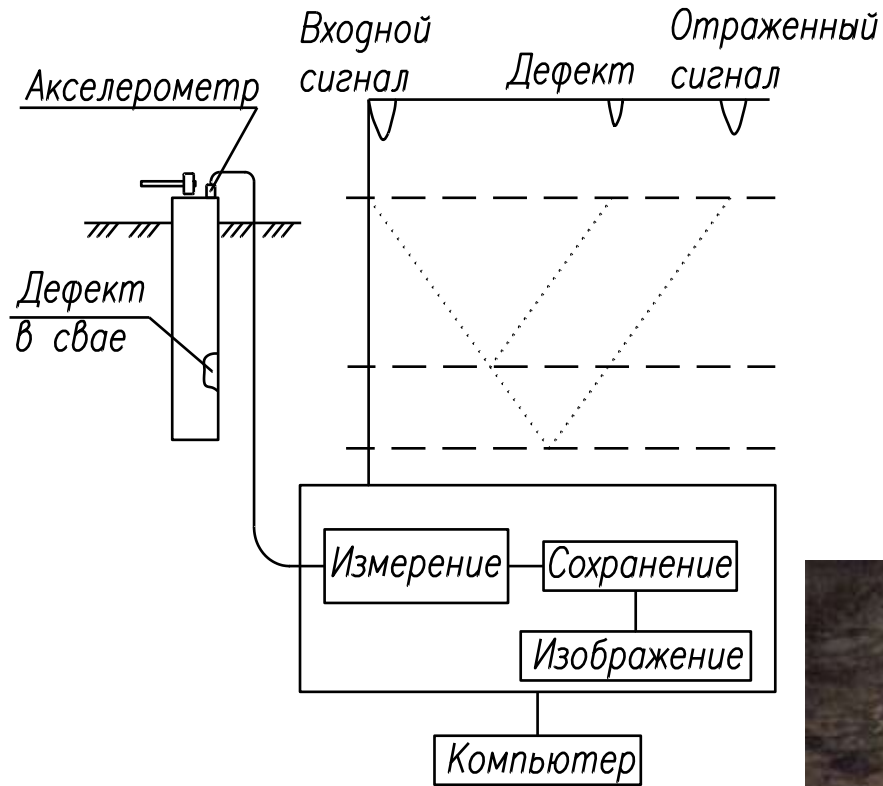 Входной
сигнал
Дефект
Отраженный
сигнал
Акселерометр
Дефект
в свае
Измерение
Сохранение
Изображение
Компьютер